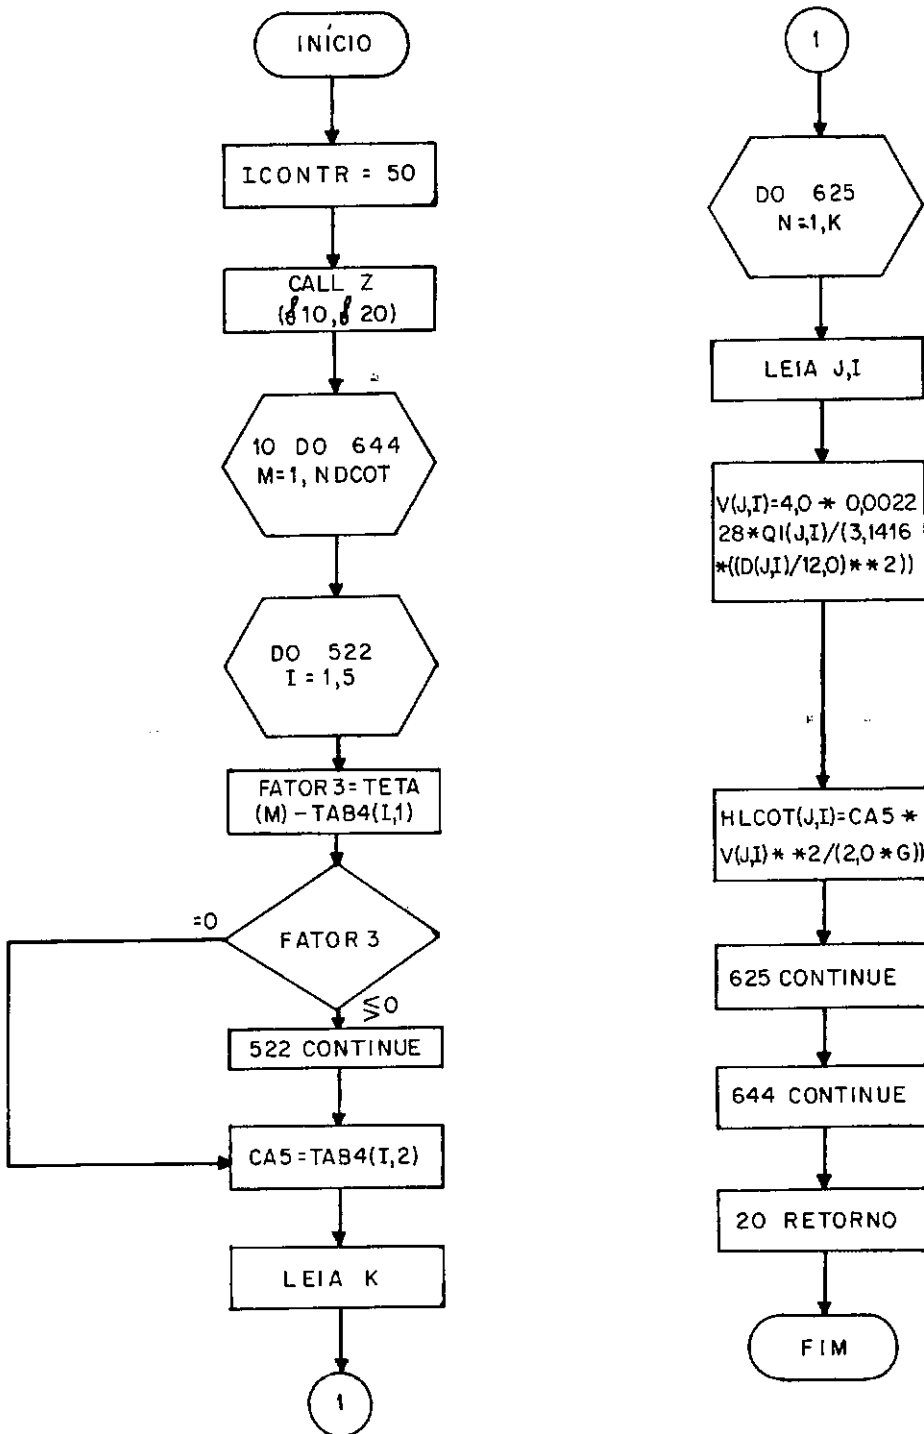 INÍCIO
ICONTR = 50
CALL Z
(&10, &20)
10 DO 644
M=1, NDCOT
DO 522
I = 1,5
FATOR3=TETA
(M) - TAB4(I,1)
=0
FATOR 3
≤
>0
522 CONTINUE
CA5=TAB4(I,2)
LEIA K
1
1
DO 625
N=1,K
LEIA J,I
V(J,I)=4,0 * 0,0022
28*QI(J,I)/(3,1416
*((D(J,I)/12,0)**2))
HLCOT(J,I)=CA5 *
V(J,I)**2/(2,0*G))
625 CONTINUE
644 CONTINUE
20 RETORNO
FIM